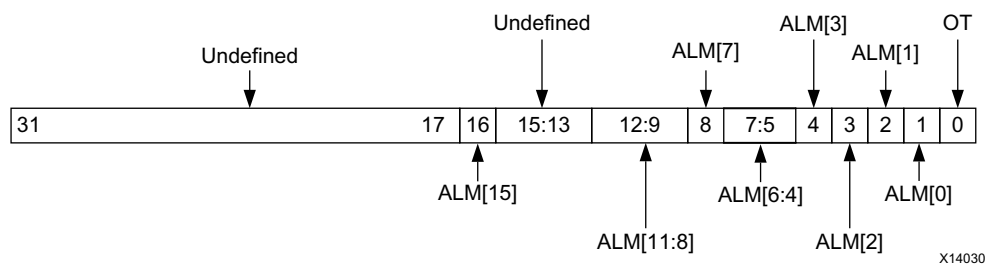 Undefined
Undefined
ALM[7]
ALM[3]
ALM[1]
OT
31 17 16 15:13 12:9 8 7:5 4 3 2 1 0
ALM[15]
ALM[11:8]
ALM[6:4]
ALM[2]
ALM[0]
X14030